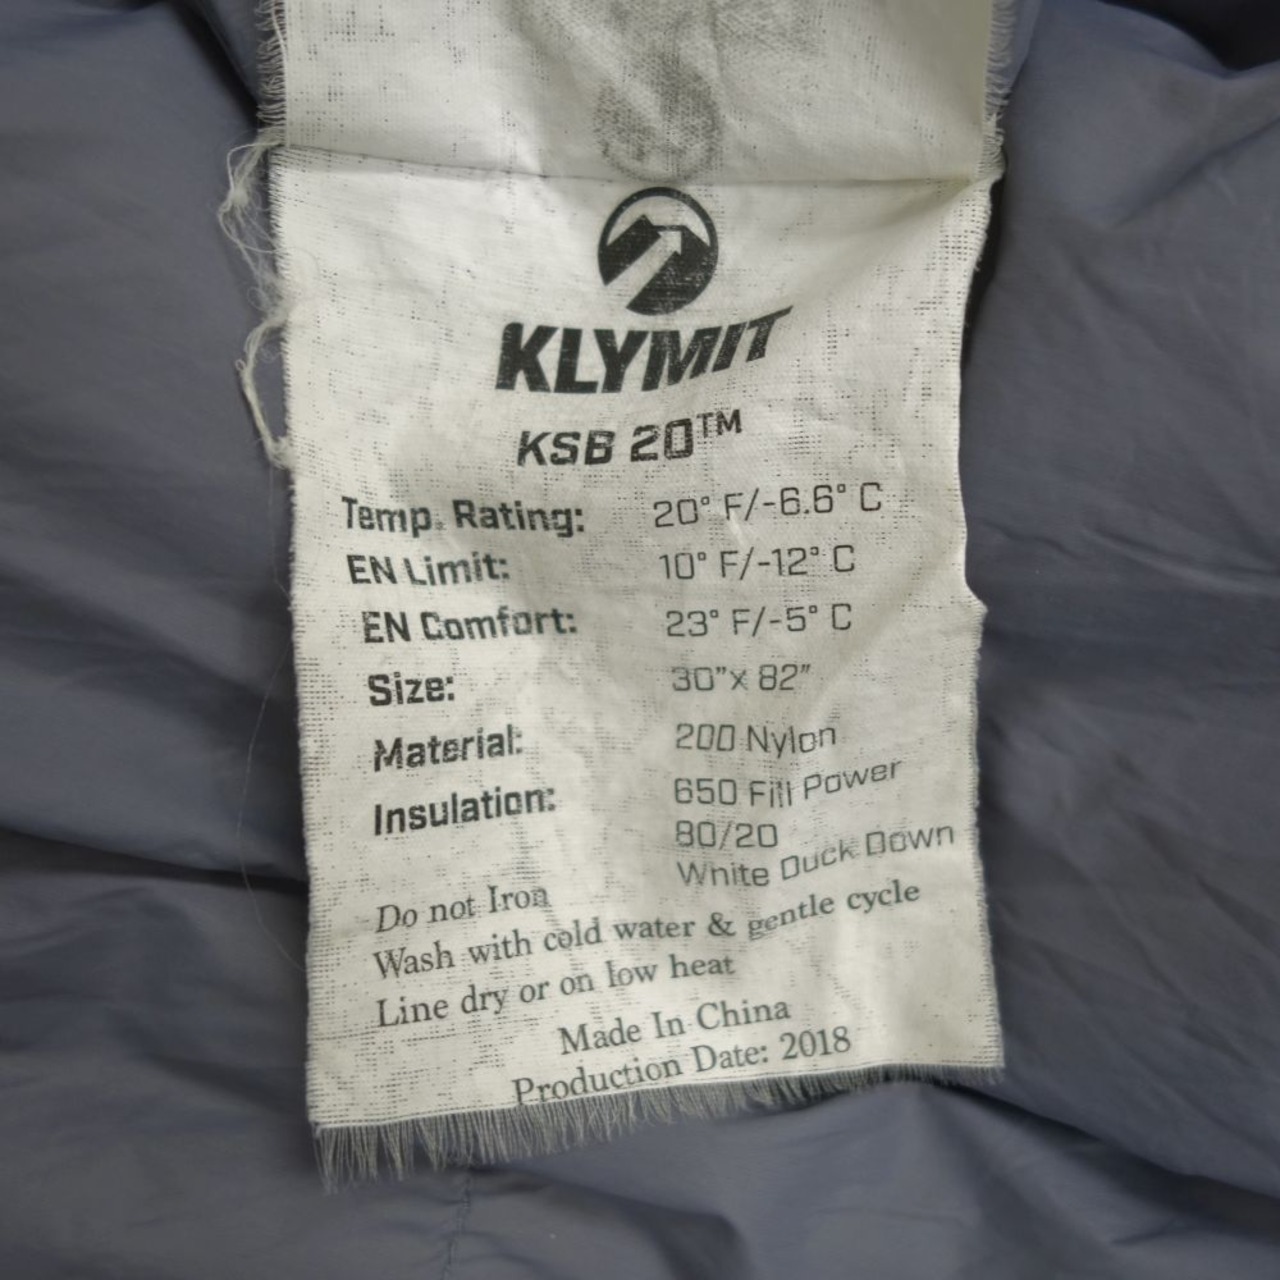 KLYMIT
KSB 20™
Temp. Rating: 20° F/-6.6° C
EN Limit: 10° F/-12° C
EN Comfort: 23° F/-5° C
Size: 30”x 82”
Material: 200 Nylon
Insulation: 650 Fill Power
80/20
White Duck Down
Do not Iron
Wash with cold water & gentle cycle
Line dry or on low heat
Made In China
Production Date: 2018